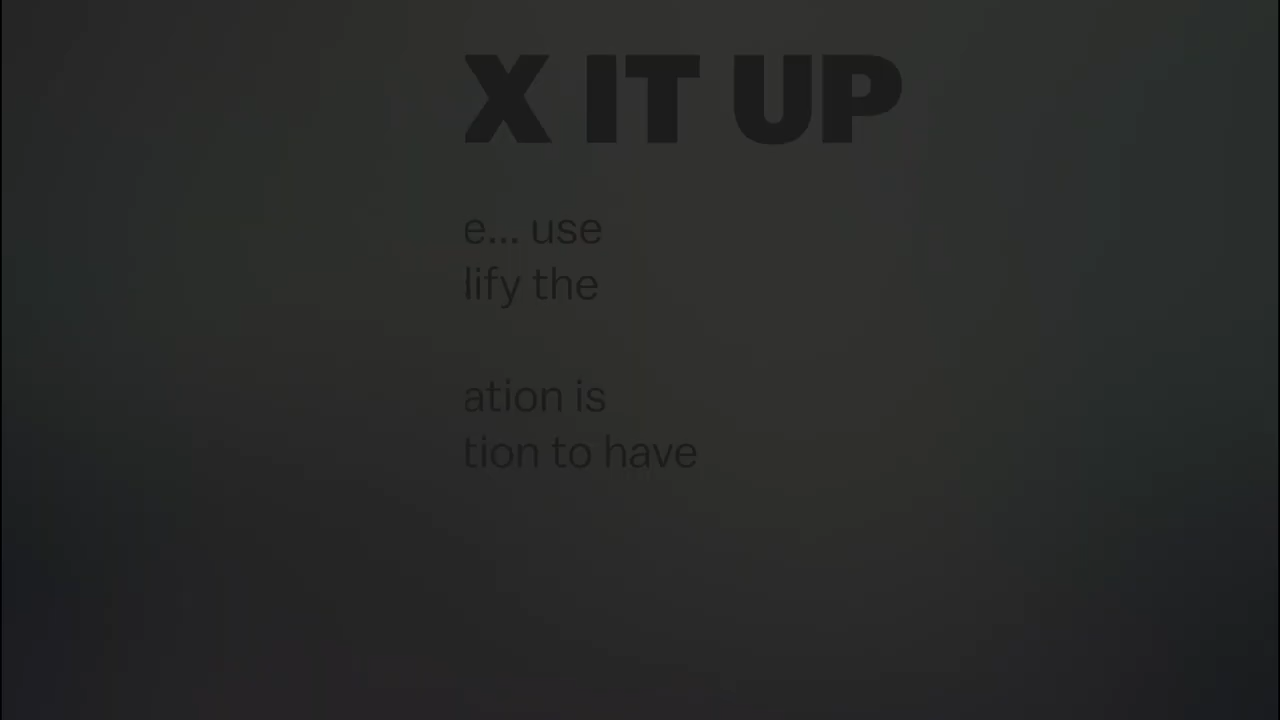 X IT UP
e... use
lify the
ation is
tion to have